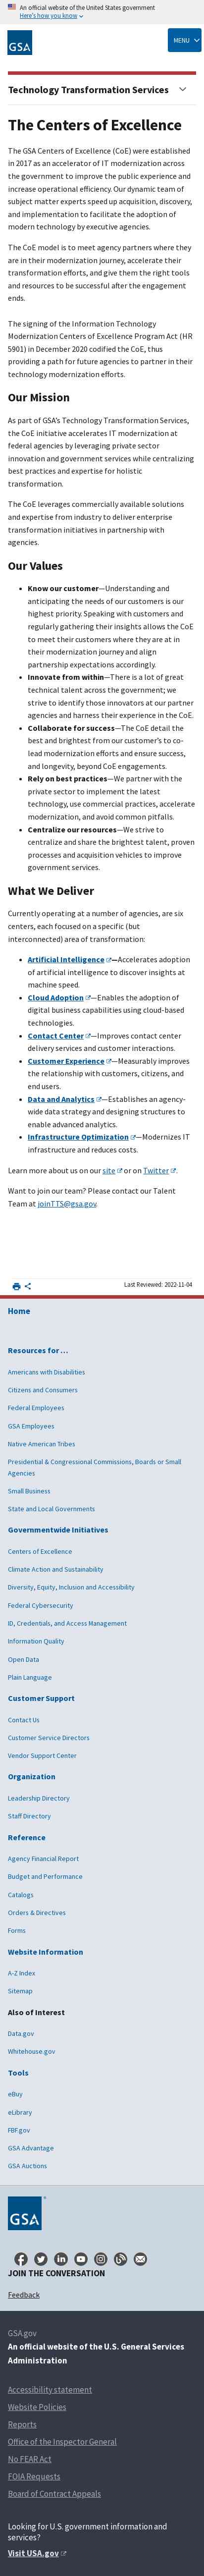 An official website of the United States government
Here's how you know
GSA
MENU
Technology Transformation Services
The Centers of Excellence
The GSA Centers of Excellence (CoE) were established
in 2017 as an accelerator of IT modernization across
government to improve the public experience and
increase operational efficiency. Our dynamic team of
subject matter experts speed up acquisition, discovery,
implementation to facilitate the adoption of modern
technology by executive agencies.
The CoE model is to meet agency partners where they
are in their modernization journey, accelerate their
transformation efforts, and give them the right tools
and resources to be successful after the engagement
ends.
The signing of the Information Technology
Modernization Centers of Excellence Program Act (HR
5901) in December 2020 codified the CoE, thus
providing a path for future agencies to partner in their
technology modernization efforts.
Our Mission
As part of GSA's Technology Transformation Services,
the CoE initiative accelerates IT modernization at
federal agencies by leveraging private sector
innovation and government services while centralizing
best practices and expertise for holistic
transformation.
The CoE leverages commercially available solutions
and expertise from industry to deliver enterprise
transformation initiatives in partnership with
agencies.
Our Values
Know our customer—Understanding and
anticipating the needs of our customers is our
highest priority. Speaking with customers and
regularly gathering their insights allows the CoE
to meet our customers where they are at in
their modernization journey and align
partnership expectations accordingly.
Innovate from within—There is a lot of great
technical talent across the government. We
strive to bring out the innovative nature of our
partner agencies and harness their experience
in the CoE's work.
Collaborate for success—The CoE detail the
best and brightest from our customer's to co-
lead modernization efforts and ensure success,
and longevity, beyond CoE engagements.
Rely on best practices—We partner with the
private sector to implement the latest
technology, use commercial practices, accelerate
modernization, and avoid common pitfalls.
Centralize our resources—We strive to
centralize and share the brightest people, proven
processes and acquisition vehicles to improve
government services.
What We Deliver
Currently operating at a number of agencies, are six
centers, each focusing on a specific (but
interconnected) area for transformation:
Artificial Intelligence—Accelerates adoption
of artificial intelligence to discover insights at
machine speed.
Cloud Adoption—Enables the adoption of
digital business capabilities using cloud-based
technologies.
Contact Center—Improves contact center
delivery services and customer interactions.
Customer Experience—Measurably improves
the relationships with customers, citizens, and
end users.
Data and Analytics—Establishes an agency-
wide data strategy and designing structures to
address anomalies and adopt advanced
analytics.
Infrastructure Optimization—Modernizes IT
infrastructure and reduces costs.
Learn more about us on our site or on Twitter.
Want to join our team? Please contact our Talent
Team at joinTTS@gsa.gov.
Last Reviewed: 2022-11-04
Home
Resources for …
Americans with Disabilities
Citizens and Consumers
Federal Employees
GSA Employees
Native American Tribes
Presidential & Congressional Commissions, Boards or Small
Agencies
Small Business
State and Local Governments
Governmentwide Initiatives
Centers of Excellence
Climate Action and Sustainability
Diversity, Equity, Inclusion and Accessibility
Federal Cybersecurity
ID, Credentials, and Access Management
Information Quality
Open Data
Plain Language
Customer Support
Contact Us
Customer Service Directors
Vendor Support Center
Organization
Leadership Directory
Staff Directory
Reference
Agency Financial Report
Budget and Performance
Catalogs
Orders & Directives
Forms
Website Information
A-Z Index
Sitemap
Also of Interest
Data.gov
Whitehouse.gov
Tools
eBuy
eLibrary
FBF.gov
GSA Advantage
GSA Auctions
GSA
JOIN THE CONVERSATION
Feedback
GSA.gov
An official website of the U.S. General Services
Administration
Accessibility statement
Website Policies
Reports
Office of the Inspector General
No FEAR Act
FOIA Requests
Board of Contract Appeals
Looking for U.S. government information and
services?
Visit USA.gov